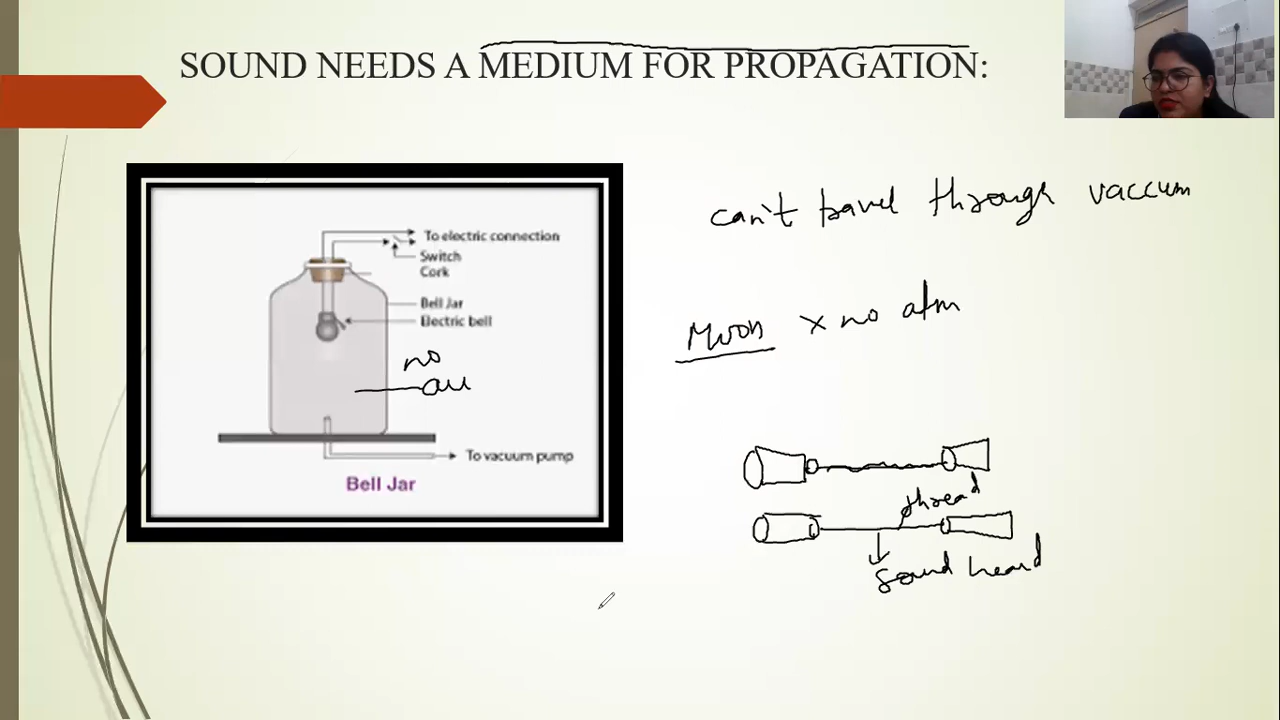 SOUND NEEDS A MEDIUM FOR PROPAGATION:
can't travel through vaccum
To electric connection
Switch
Cork
Bell Jar
Electric bell
no
air
To vacuum pump
Bell Jar
Moon × no atm
thread
Sound heard